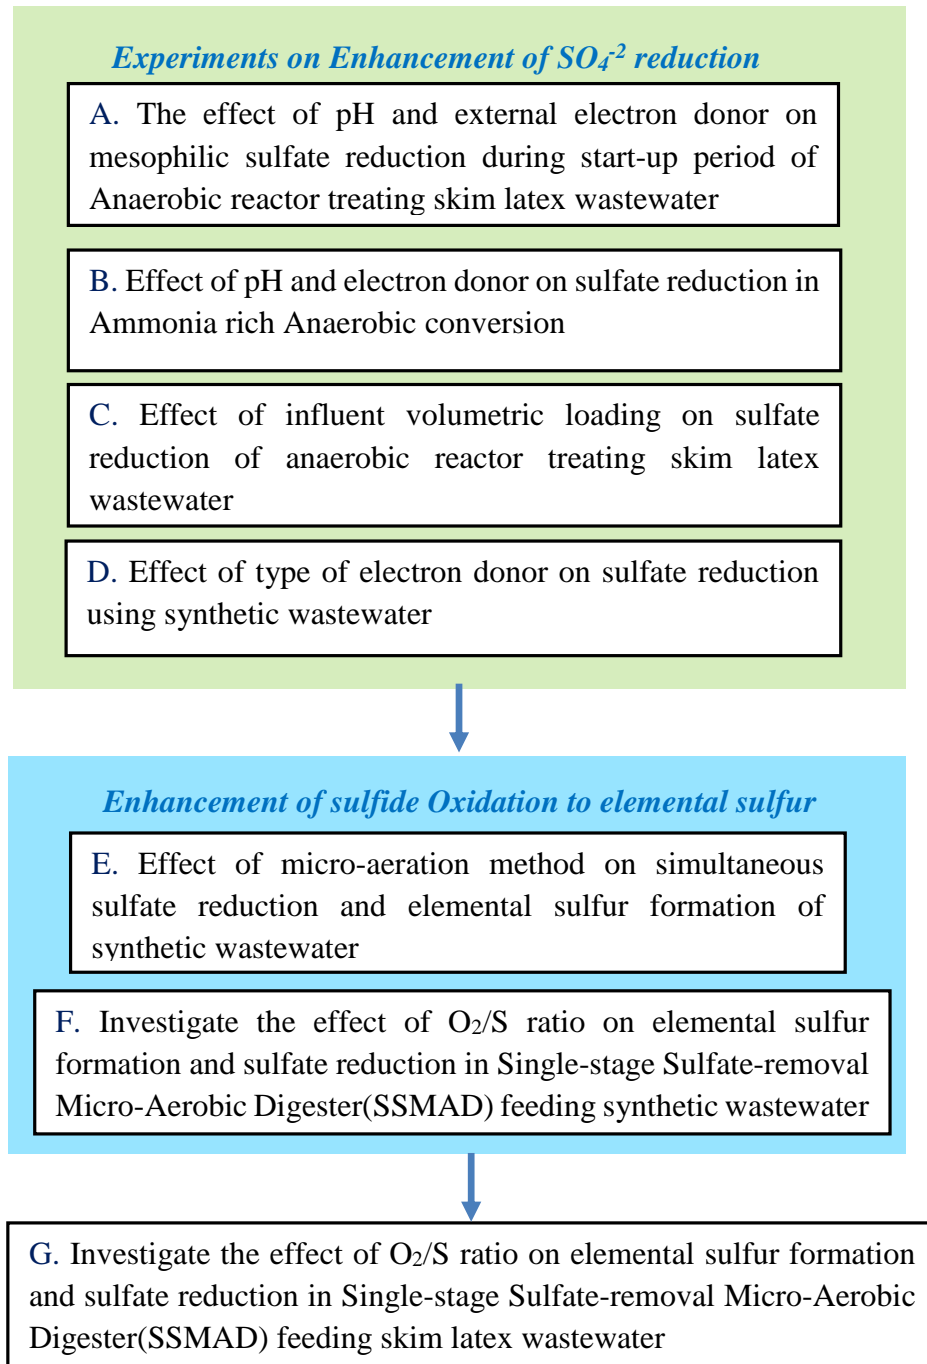 Experiments on Enhancement of SO₄⁻² reduction
A. The effect of pH and external electron donor on
mesophilic sulfate reduction during start-up period of
Anaerobic reactor treating skim latex wastewater
B. Effect of pH and electron donor on sulfate reduction in
Ammonia rich Anaerobic conversion
C. Effect of influent volumetric loading on sulfate
reduction of anaerobic reactor treating skim latex
wastewater
D. Effect of type of electron donor on sulfate reduction
using synthetic wastewater
Enhancement of sulfide Oxidation to elemental sulfur
E. Effect of micro-aeration method on simultaneous
sulfate reduction and elemental sulfur formation of
synthetic wastewater
F. Investigate the effect of O₂/S ratio on elemental sulfur
formation and sulfate reduction in Single-stage Sulfate-removal
Micro-Aerobic Digester(SSMAD) feeding synthetic wastewater
G. Investigate the effect of O₂/S ratio on elemental sulfur formation
and sulfate reduction in Single-stage Sulfate-removal Micro-Aerobic
Digester(SSMAD) feeding skim latex wastewater